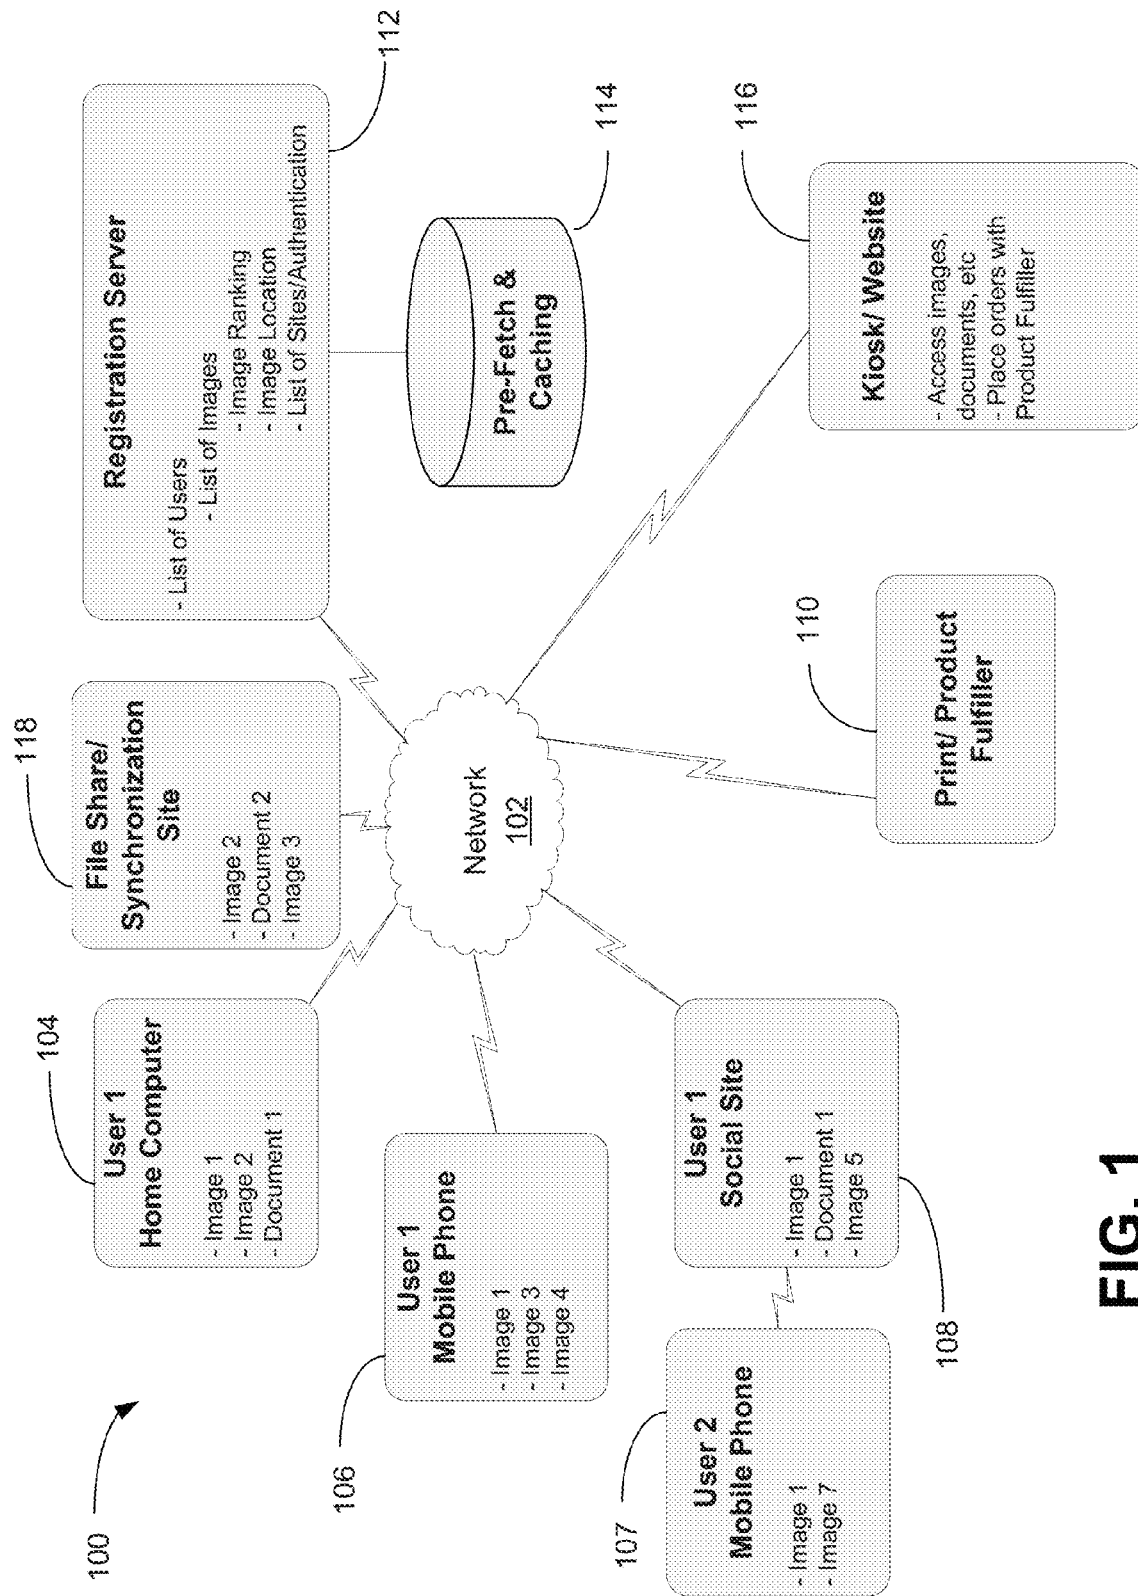 100
104
User 1
Home Computer
- Image 1
- Image 2
- Document 1
118
File Share/
Synchronization
Site
- Image 2
- Document 2
- Image 3
112
Registration Server
- List of Users
- List of Images
- Image Ranking
- Image Location
- List of Sites/Authentication
114
Pre-Fetch &
Caching
106
User 1
Mobile Phone
- Image 1
- Image 3
- Image 4
Network
102
107
User 2
Mobile Phone
- Image 1
- Image 7
108
User 1
Social Site
- Image 1
- Document 1
- Image 5
110
Print/ Product
Fulfiller
116
Kiosk/ Website
- Access images,
documents, etc
- Place orders with
Product Fulfiller
FIG. 1